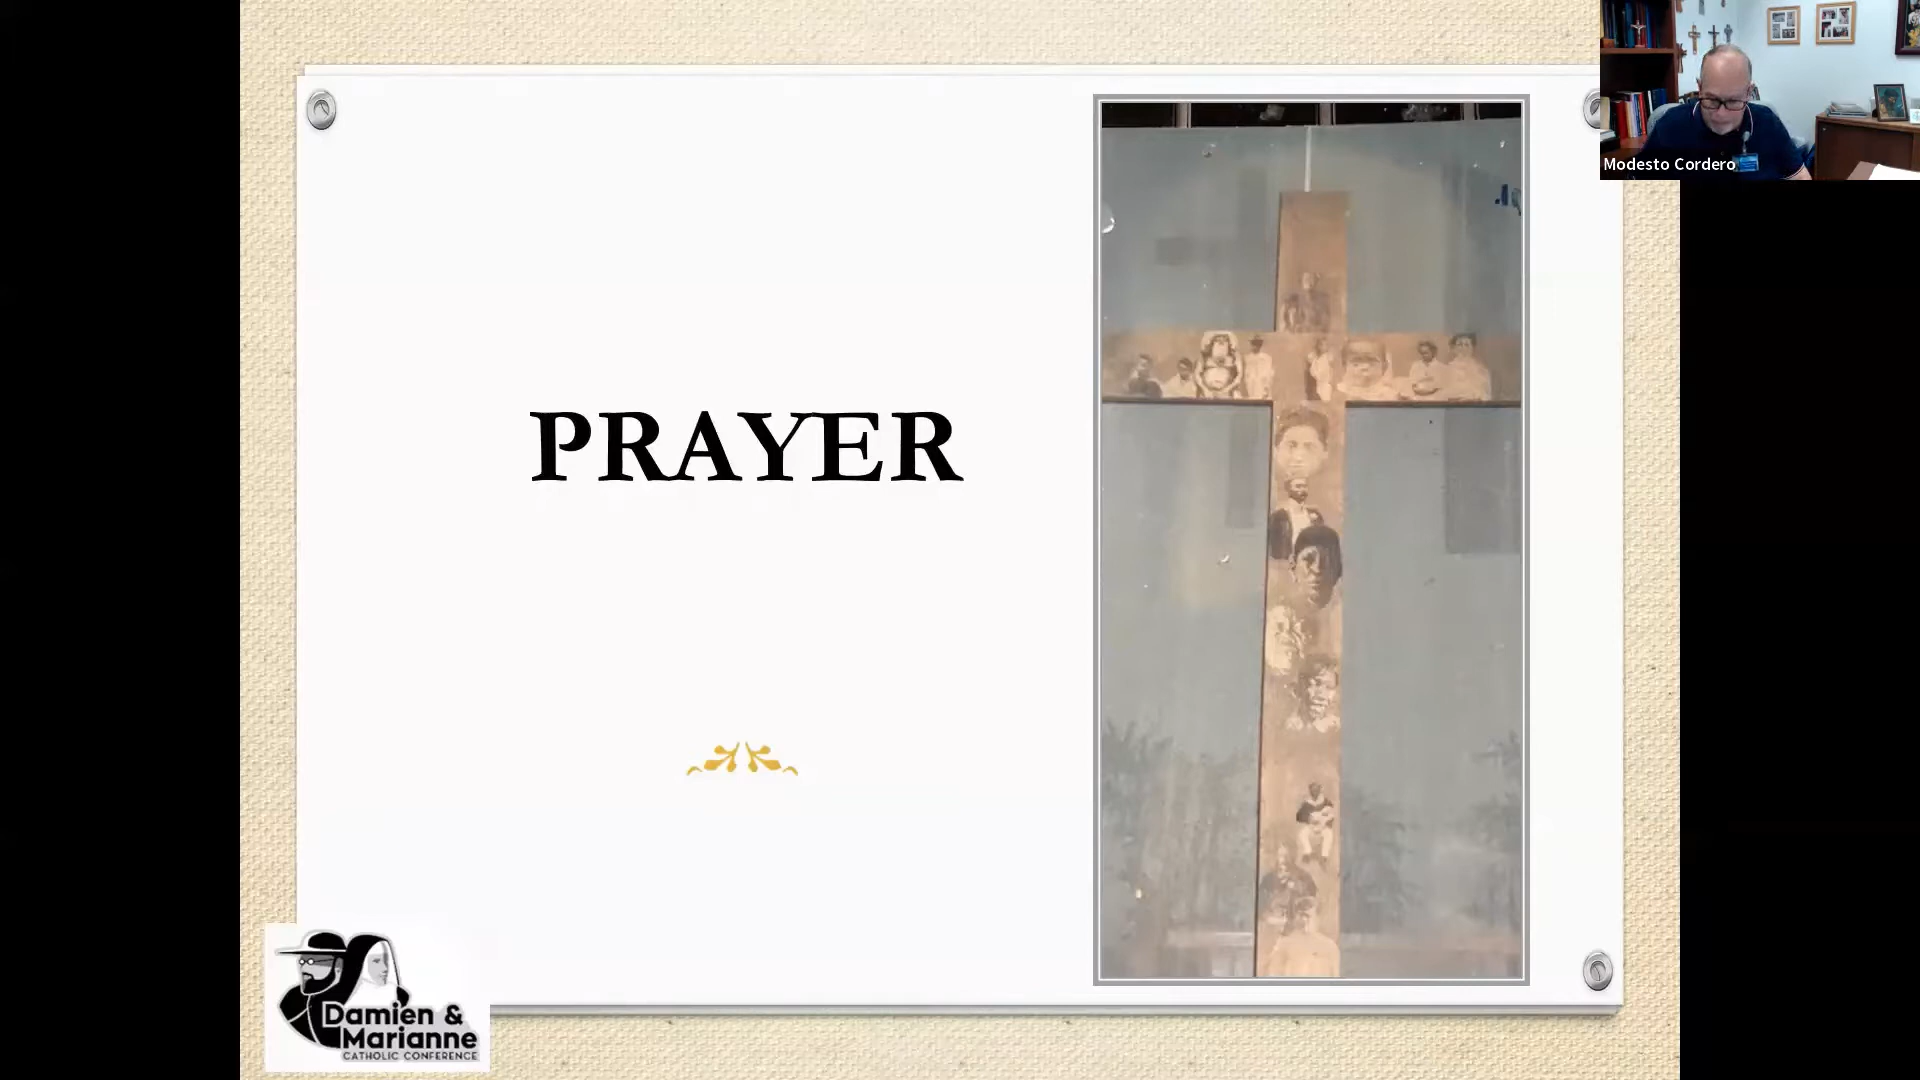 Modesto Cordero
PRAYER
Damien &
Marianne
CATHOLIC CONFERENCE